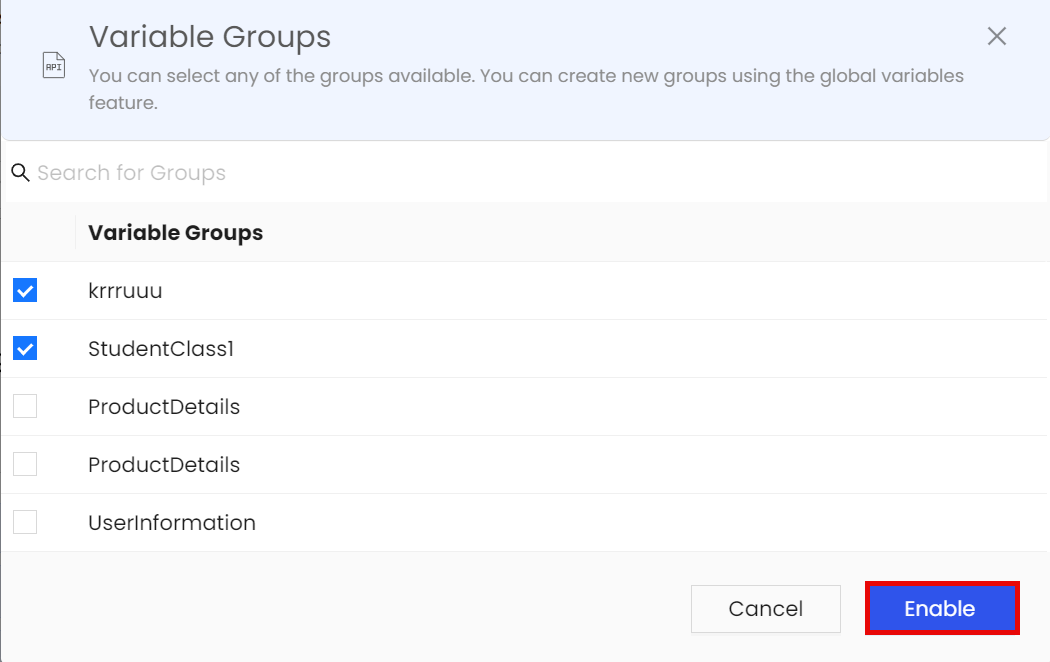 Variable Groups
API
You can select any of the groups available. You can create new groups using the global variables
feature.
Search for Groups
Variable Groups
krrruuu
StudentClass1
ProductDetails
ProductDetails
UserInformation
Cancel
Enable